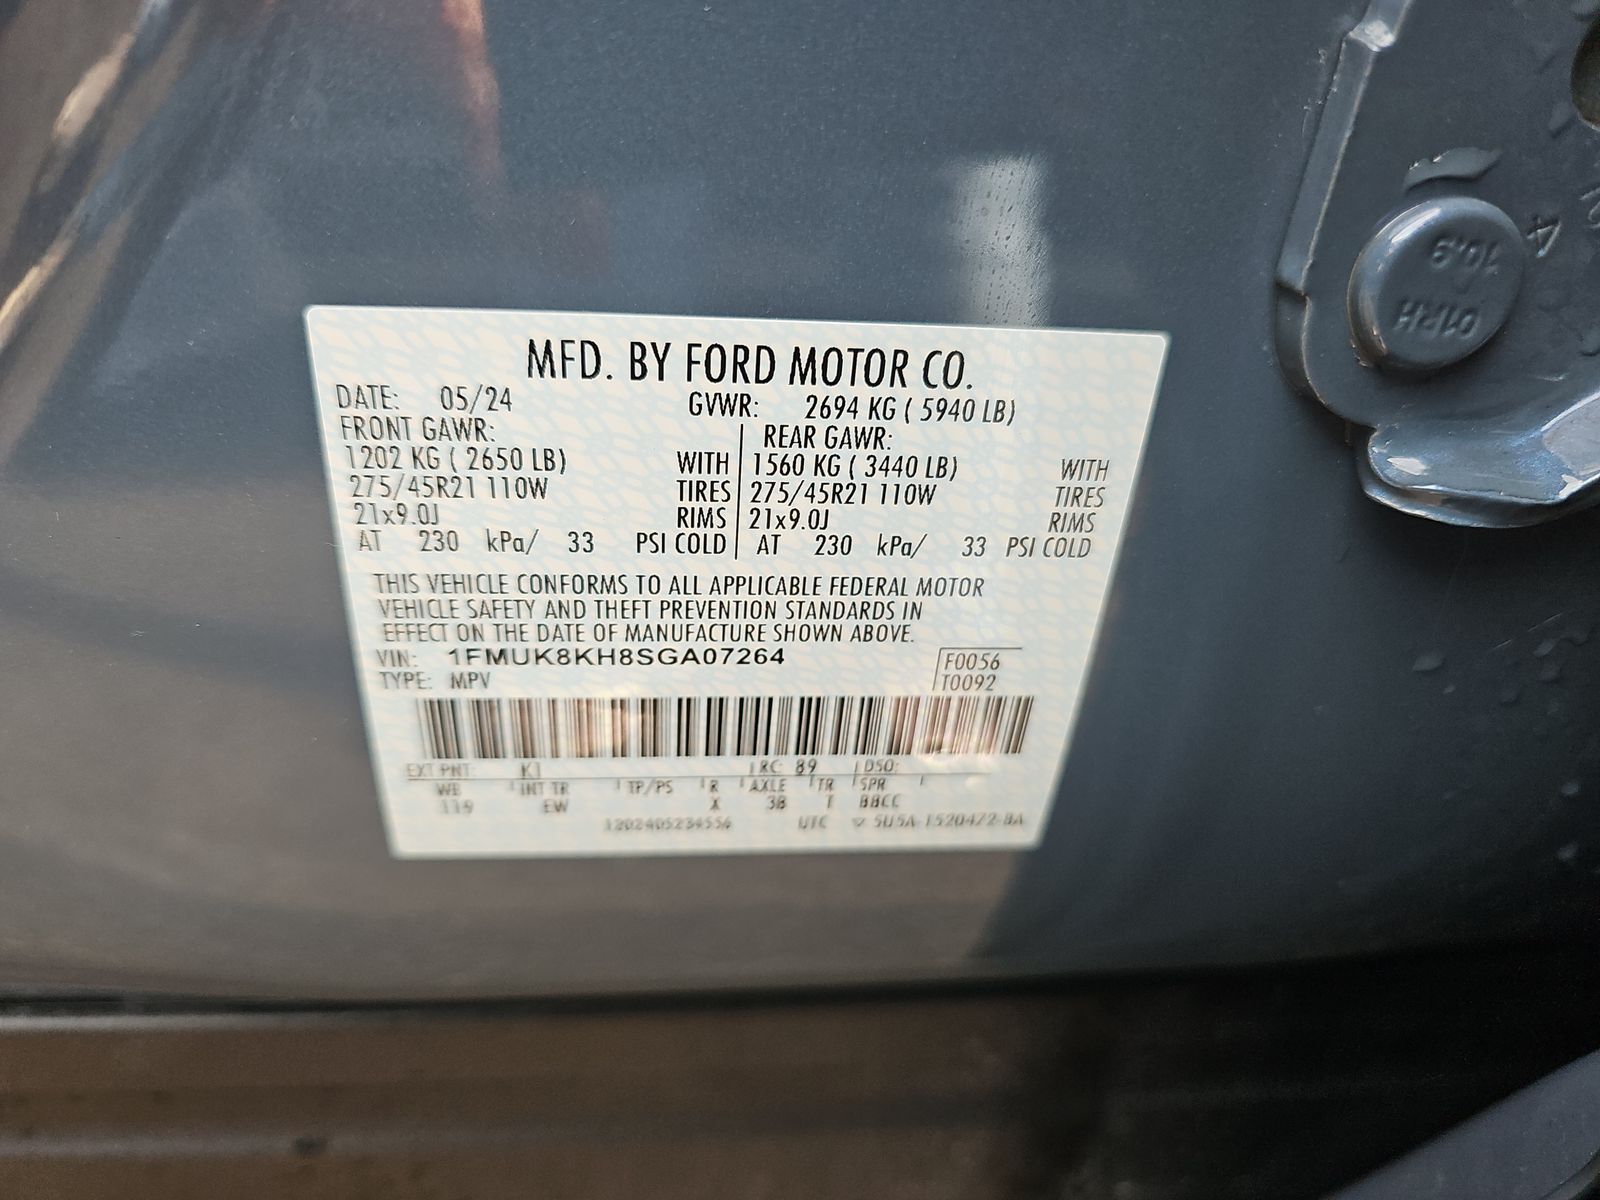 MFD. BY FORD MOTOR CO.
DATE: 05/24 GVWR: 2694 KG ( 5940 LB)
FRONT GAWR: REAR GAWR:
1202 KG ( 2650 LB) WITH 1560 KG ( 3440 LB) WITH
275/45R21 110W TIRES 275/45R21 110W TIRES
21x9.0J RIMS 21x9.0J RIMS
AT 230 kPa/ 33 PSI COLD AT 230 kPa/ 33 PSI COLD
THIS VEHICLE CONFORMS TO ALL APPLICABLE FEDERAL MOTOR
VEHICLE SAFETY AND THEFT PREVENTION STANDARDS IN
EFFECT ON THE DATE OF MANUFACTURE SHOWN ABOVE.
VIN: 1FMUK8KH8SGA07264 F0056
TYPE: MPV T0092
EXT PNT: K1 RC: 89 DSO:
WB INT TR TP/PS R AXLE TR SPR
119 EW X 3B T BBCC
UTC
10.9
01RH
4